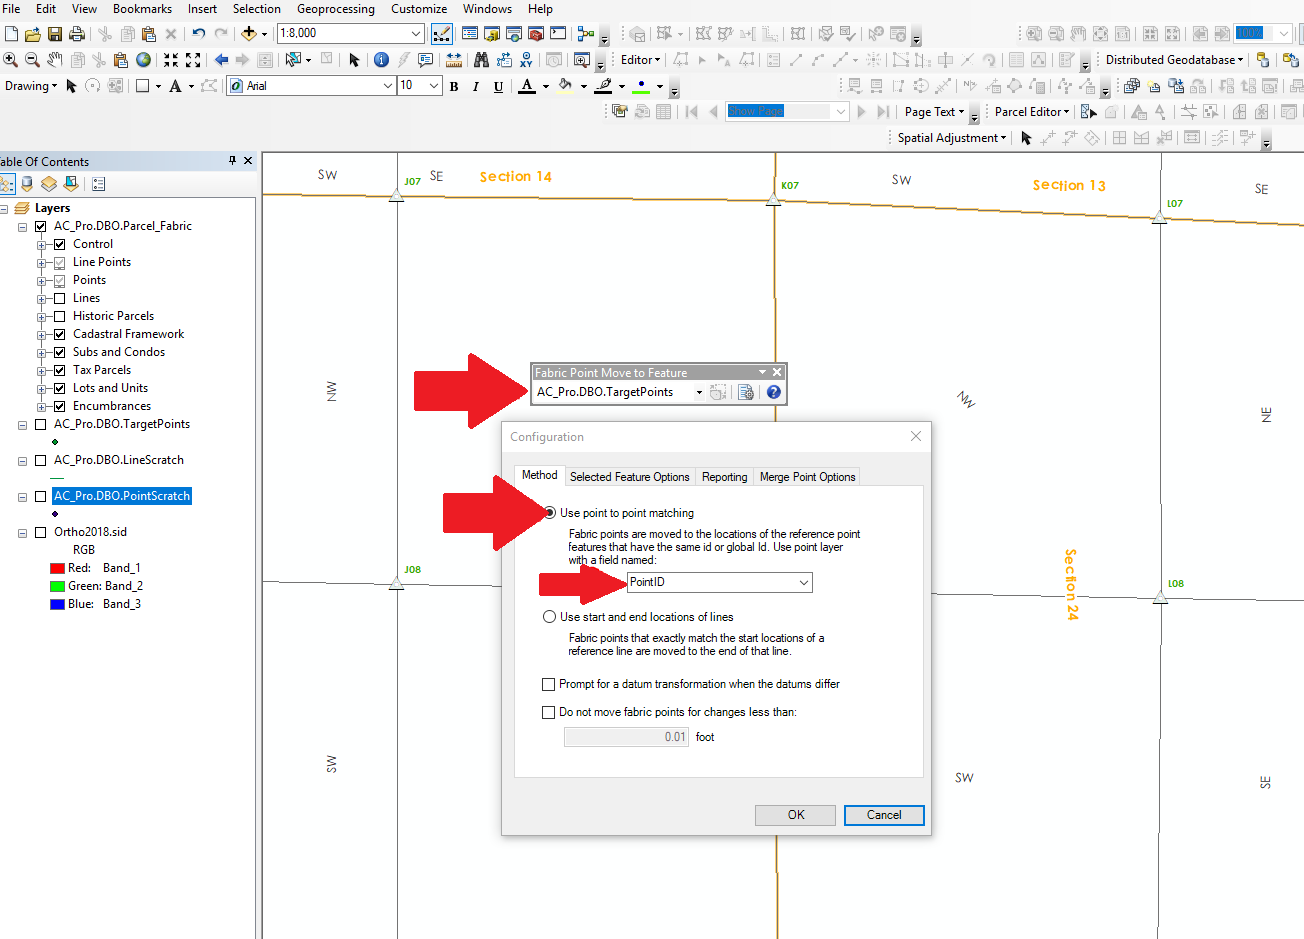 File Edit View Bookmarks Insert Selection Geoprocessing Customize Windows Help
1:8,000
100%
Editor
Distributed Geodatabase
Drawing
Arial
10
B I U A
Show Page
Page Text
Parcel Editor
Spatial Adjustment
able Of Contents
Layers
AC_Pro.DBO.Parcel_Fabric
Control
Line Points
Points
Lines
Historic Parcels
Cadastral Framework
Subs and Condos
Tax Parcels
Lots and Units
Encumbrances
AC_Pro.DBO.TargetPoints
AC_Pro.DBO.LineScratch
AC_Pro.DBO.PointScratch
Ortho2018.sid
RGB
Red: Band_1
Green: Band_2
Blue: Band_3
SW
J07
SE
Section 14
K07
SW
Section 13
SE
L07
NW
NW
NE
J08
Section 24
L08
SW
SW
SE
Fabric Point Move to Feature
AC_Pro.DBO.TargetPoints
Configuration
Method Selected Feature Options Reporting Merge Point Options
Use point to point matching
Fabric points are moved to the locations of the reference point
features that have the same id or global Id. Use point layer
with a field named:
PointID
Use start and end locations of lines
Fabric points that exactly match the start locations of a
reference line are moved to the end of that line.
Prompt for a datum transformation when the datums differ
Do not move fabric points for changes less than:
0.01 foot
OK Cancel